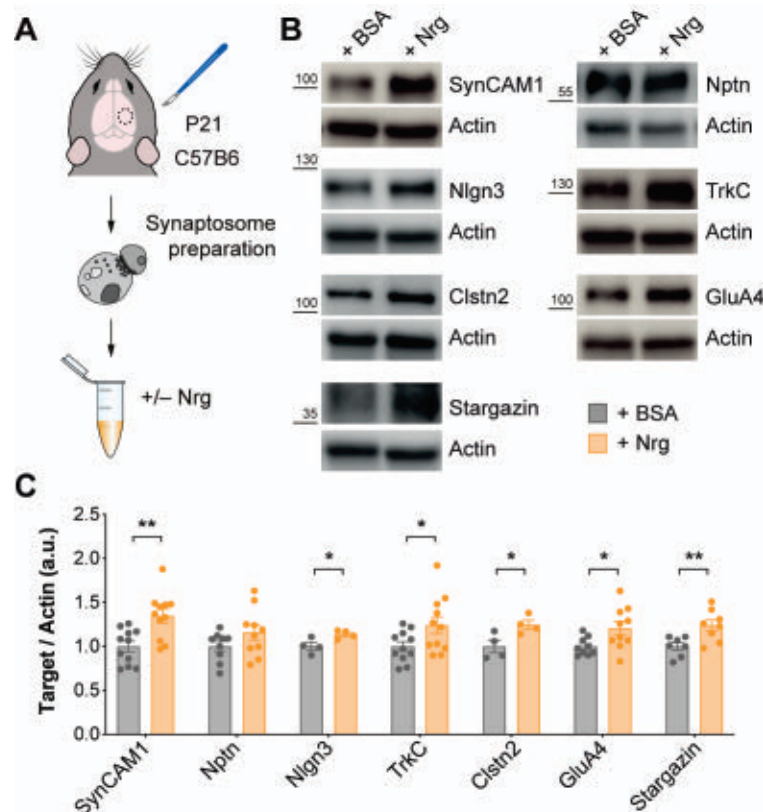 A
P21
C57B6
Synaptosome
preparation
+/– Nrg
B
+ BSA
+ Nrg
100
SynCAM1
Actin
130
Nlgn3
Actin
100
Clstn2
Actin
35
Stargazin
Actin
+ BSA
+ Nrg
55
Nptn
Actin
130
TrkC
Actin
100
GluA4
Actin
+ BSA
+ Nrg
C
Target / Actin (a.u.)
2.5
2.0
1.5
1.0
0.5
0.0
**
*
*
*
*
**
SynCAM1
Nptn
Nlgn3
TrkC
Clstn2
GluA4
Stargazin